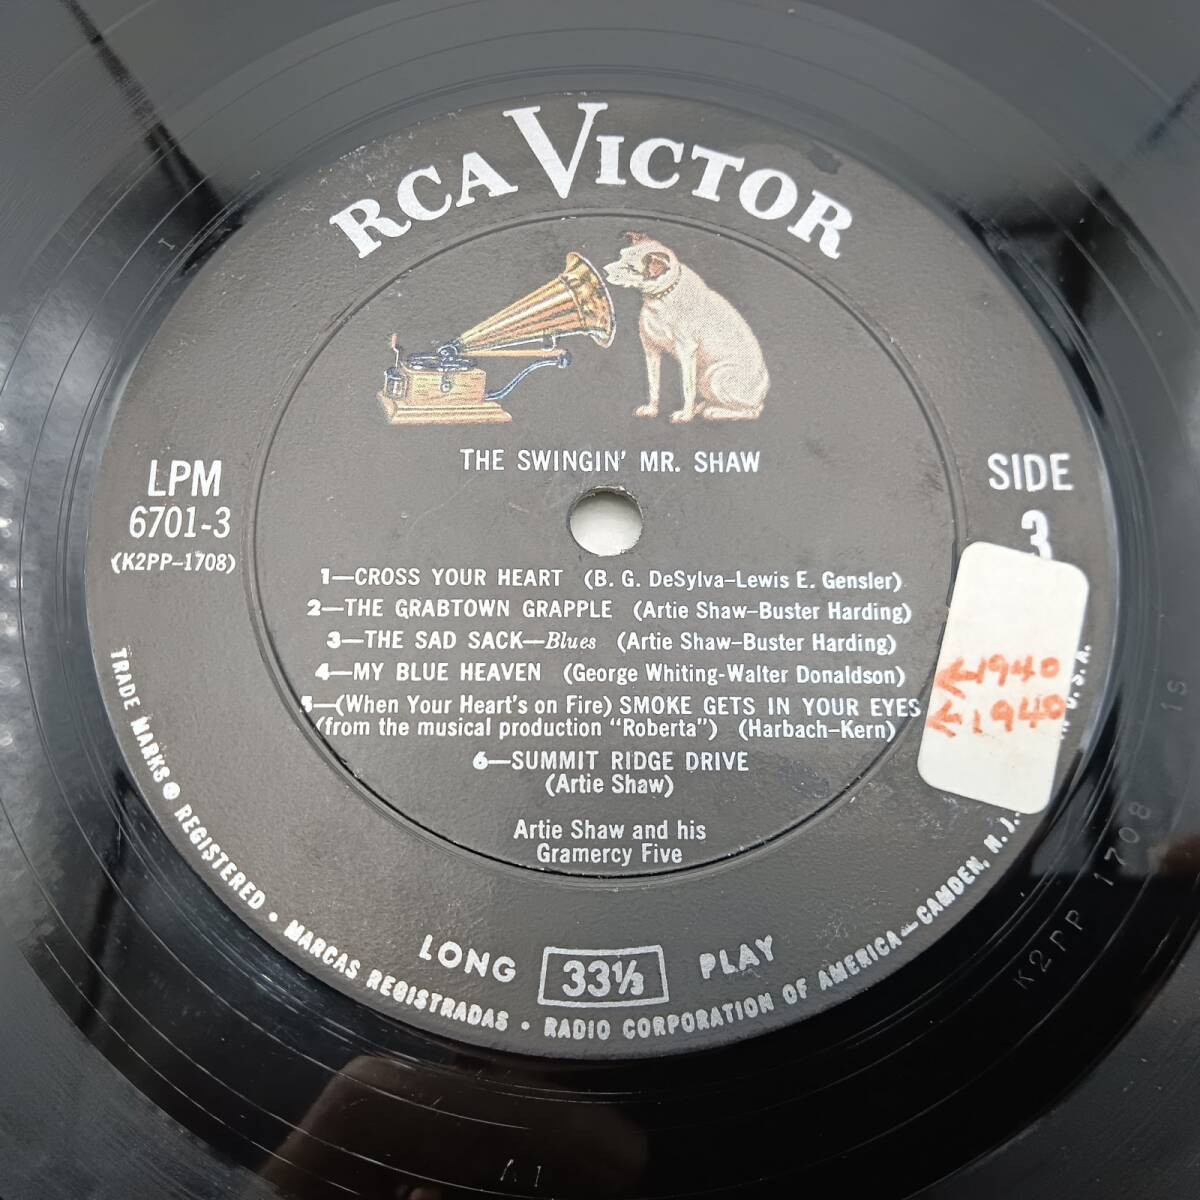 RCA VICTOR
THE SWINGIN' MR. SHAW
LPM
6701-3
(K2PP-1708)
SIDE
3
1—CROSS YOUR HEART (B. G. DeSylva-Lewis E. Gensler)
2—THE GRABTOWN GRAPPLE (Artie Shaw-Buster Harding)
3—THE SAD SACK—Blues (Artie Shaw-Buster Harding)
4—MY BLUE HEAVEN (George Whiting-Walter Donaldson)
5—(When Your Heart's on Fire) SMOKE GETS IN YOUR EYES
(from the musical production "Roberta") (Harbach-Kern)
6—SUMMIT RIDGE DRIVE
(Artie Shaw)
Artie Shaw and his
Gramercy Five
←1940
←1940
LONG 33⅓ PLAY
TRADE MARKS ® REGISTERED • MARCAS REGISTRADAS • RADIO CORPORATION OF AMERICA—CAMDEN, N. J. U. S. A.
K2PP 1708 1S
A1
1